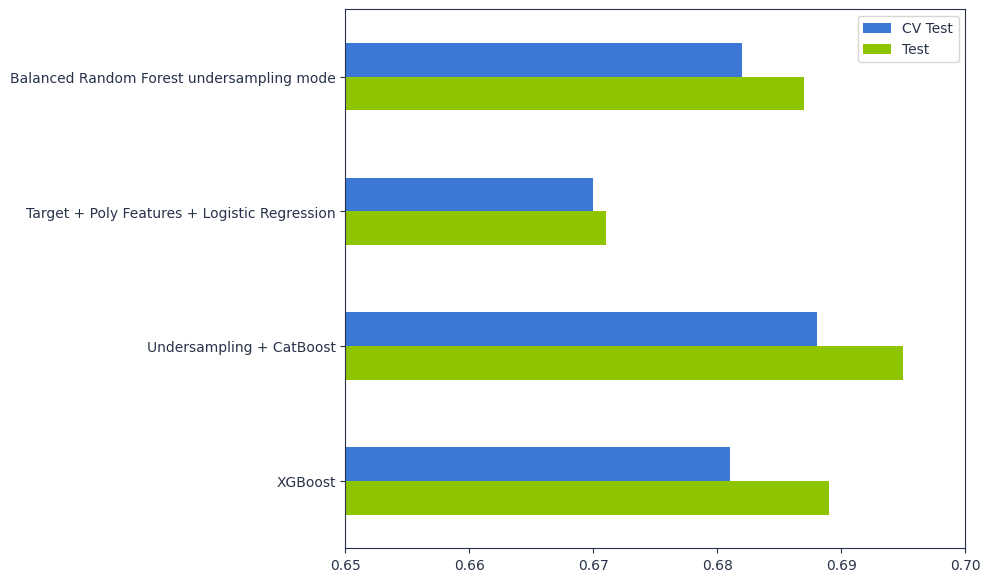 CV Test
Test
Balanced Random Forest undersampling mode
Target + Poly Features + Logistic Regression
Undersampling + CatBoost
XGBoost
0.65 0.66 0.67 0.68 0.69 0.70